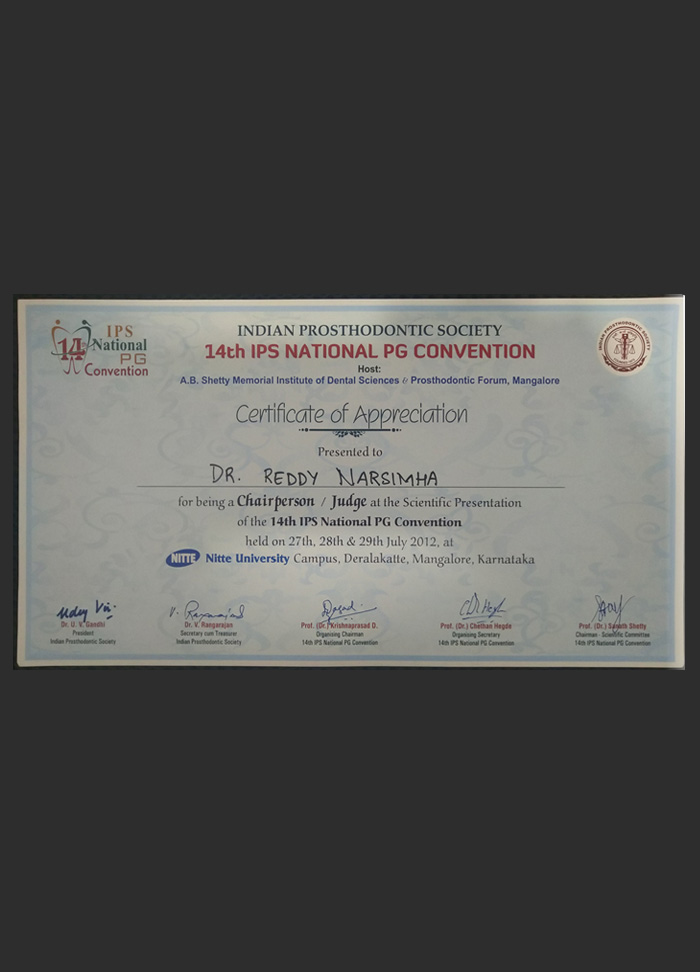 IPS
14th National
PG
Convention
INDIAN PROSTHODONTIC SOCIETY
14th IPS NATIONAL PG CONVENTION
Host:
A.B. Shetty Memorial Institute of Dental Sciences & Prosthodontic Forum, Mangalore
INDIAN PROSTHODONTIC SOCIETY
Certificate of Appreciation
Presented to
DR. REDDY NARSIMHA
for being a Chairperson / Judge at the Scientific Presentation
of the 14th IPS National PG Convention
held on 27th, 28th & 29th July 2012, at
NITTE Nitte University Campus, Deralakatte, Mangalore, Karnataka
Dr. U. V. Gandhi
President
Indian Prosthodontic Society
Dr. V. Rangarajan
Secretary cum Treasurer
Indian Prosthodontic Society
Prof. (Dr.) Krishnaprasad D.
Organising Chairman
14th IPS National PG Convention
Prof. (Dr.) Chethan Hegde
Organising Secretary
14th IPS National PG Convention
Prof. (Dr.) Sanath Shetty
Chairman - Scientific Committee
14th IPS National PG Convention